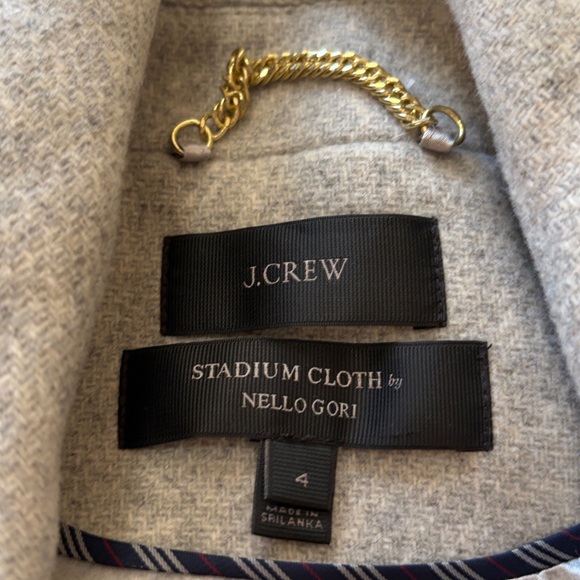 J.CREW
STADIUM CLOTH by
NELLO GORI
4
MADE IN
SRI LANKA